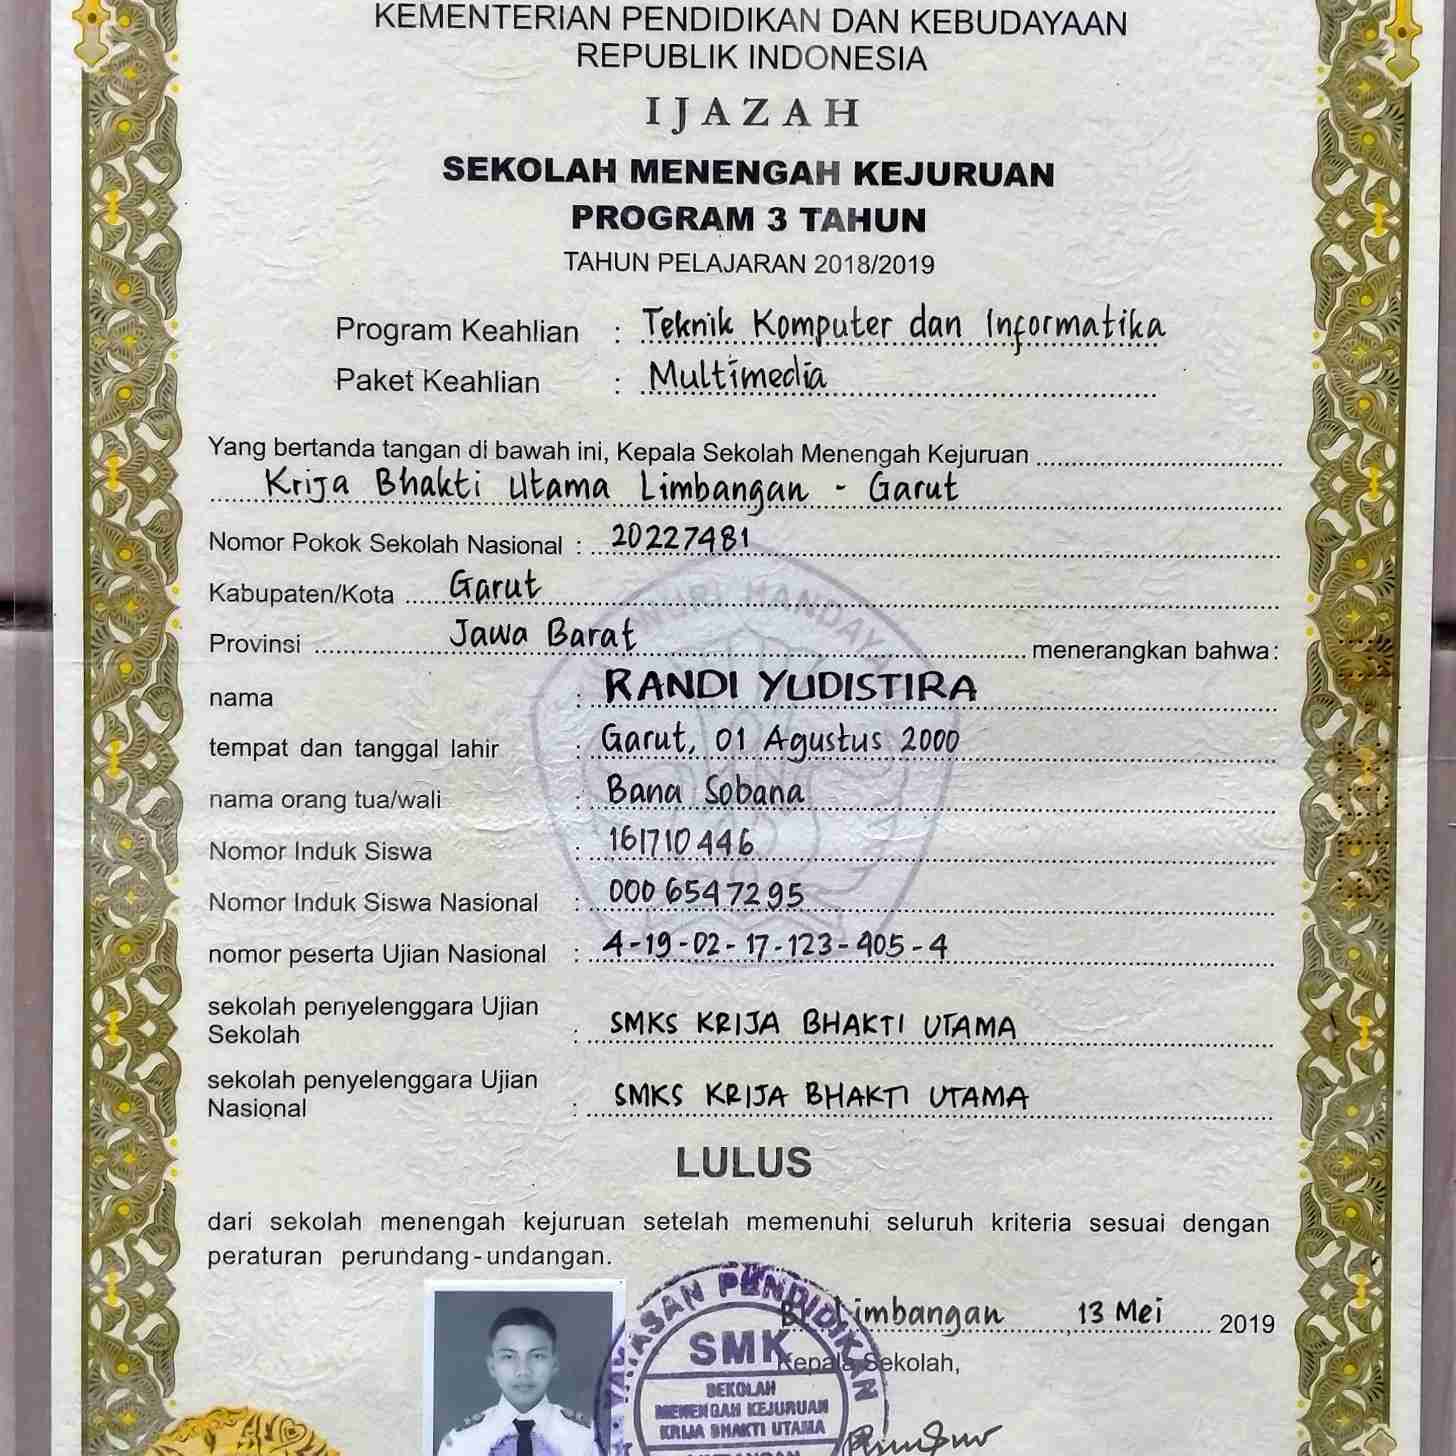 KEMENTERIAN PENDIDIKAN DAN KEBUDAYAAN
REPUBLIK INDONESIA
IJAZAH
SEKOLAH MENENGAH KEJURUAN
PROGRAM 3 TAHUN
TAHUN PELAJARAN 2018/2019
Program Keahlian : Teknik Komputer dan Informatika
Paket Keahlian : Multimedia
Yang bertanda tangan di bawah ini, Kepala Sekolah Menengah Kejuruan
Krija Bhakti Utama Limbangan - Garut
Nomor Pokok Sekolah Nasional : 20227481
Kabupaten/Kota Garut
Provinsi Jawa Barat menerangkan bahwa:
nama : RANDI YUDISTIRA
tempat dan tanggal lahir : Garut, 01 Agustus 2000
nama orang tua/wali : Bana Sobana
Nomor Induk Siswa : 161710446
Nomor Induk Siswa Nasional : 0006547295
nomor peserta Ujian Nasional : 4-19-02-17-123-405-4
sekolah penyelenggara Ujian
Sekolah : SMKS KRIJA BHAKTI UTAMA
sekolah penyelenggara Ujian
Nasional : SMKS KRIJA BHAKTI UTAMA
LULUS
dari sekolah menengah kejuruan setelah memenuhi seluruh kriteria sesuai dengan
peraturan perundang-undangan.
Limbangan, 13 Mei 2019
Kepala Sekolah,
YAYASAN PENDIDIKAN
SMK
SEKOLAH
MENENGAH KEJURUAN
KRIJA BHAKTI UTAMA
LIMBANGAN